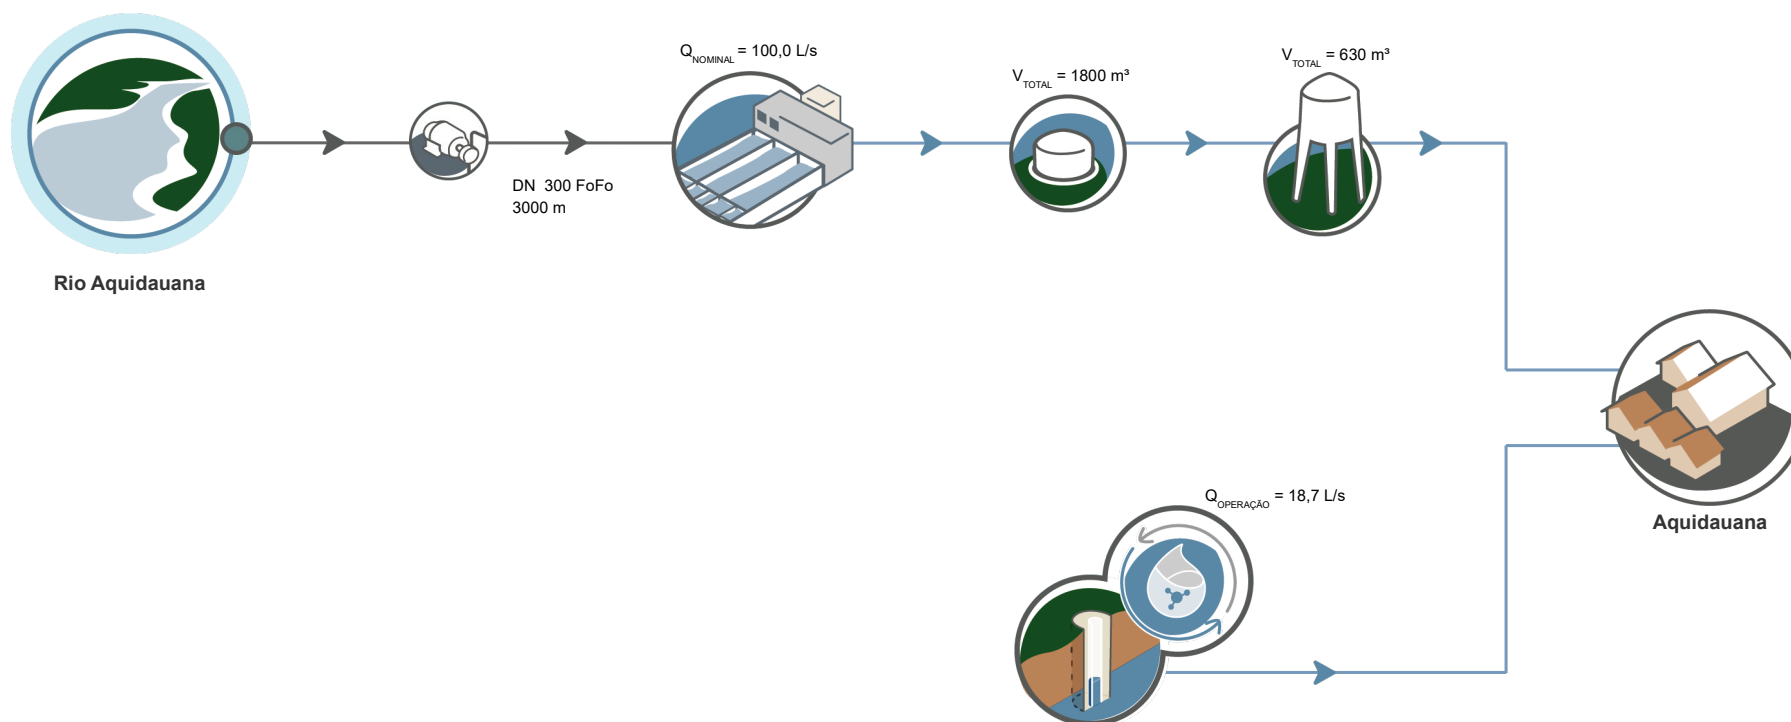 Q NOMINAL = 100,0 L/s
V TOTAL = 1800 m³
V TOTAL = 630 m³
DN 300 FoFo
3000 m
Rio Aquidauana
Q OPERAÇÃO = 18,7 L/s
Aquidauana